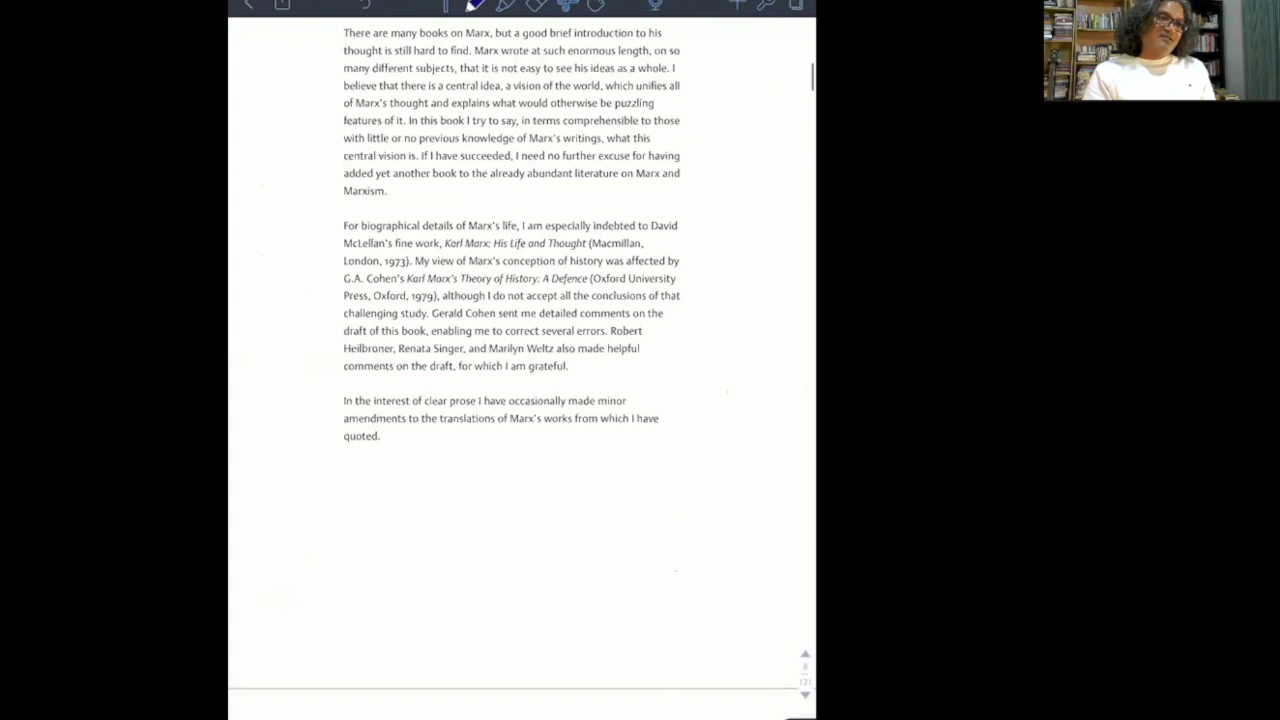 There are many books on Marx, but a good brief introduction to his
thought is still hard to find. Marx wrote at such enormous length, on so
many different subjects, that it is not easy to see his ideas as a whole. I
believe that there is a central idea, a vision of the world, which unifies all
of Marx's thought and explains what would otherwise be puzzling
features of it. In this book I try to say, in terms comprehensible to those
with little or no previous knowledge of Marx's writings, what this
central vision is. If I have succeeded, I need no further excuse for having
added yet another book to the already abundant literature on Marx and
Marxism.
For biographical details of Marx's life, I am especially indebted to David
McLellan's fine work, Karl Marx: His Life and Thought (Macmillan,
London, 1973). My view of Marx's conception of history was affected by
G.A. Cohen's Karl Marx's Theory of History: A Defence (Oxford University
Press, Oxford, 1979), although I do not accept all the conclusions of that
challenging study. Gerald Cohen sent me detailed comments on the
draft of this book, enabling me to correct several errors. Robert
Heilbroner, Renata Singer, and Marilyn Weltz also made helpful
comments on the draft, for which I am grateful.
In the interest of clear prose I have occasionally made minor
amendments to the translations of Marx's works from which I have
quoted.